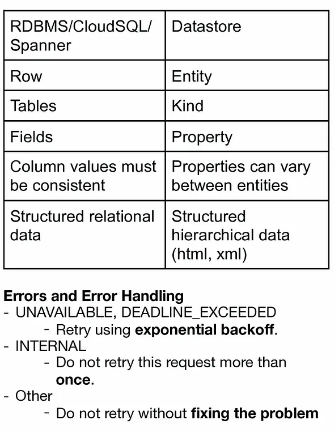 RDBMS/CloudSQL/ Datastore
Spanner
Row Entity
Tables Kind
Fields Property
Column values must Properties can vary
be consistent between entities
Structured relational Structured
data hierarchical data
(html, xml)
Errors and Error Handling
- UNAVAILABLE, DEADLINE_EXCEEDED
- Retry using exponential backoff.
- INTERNAL
- Do not retry this request more than
once.
- Other
- Do not retry without fixing the problem